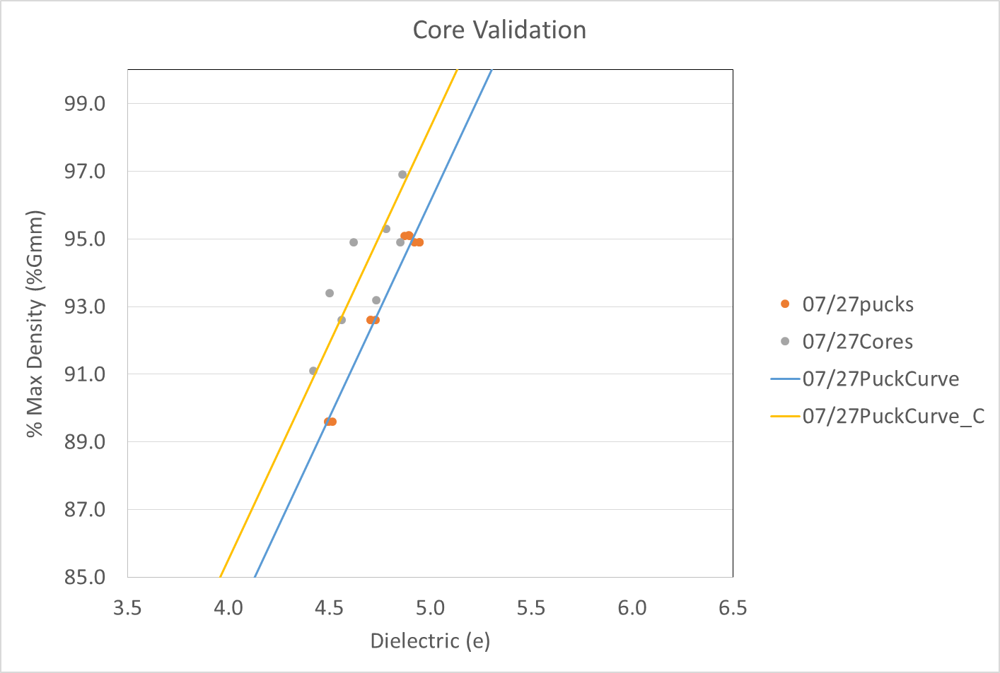 Core Validation
99.0
97.0
95.0
93.0
91.0
89.0
87.0
85.0
% Max Density (%Gmm)
3.5 4.0 4.5 5.0 5.5 6.0 6.5
Dielectric (e)
07/27pucks
07/27Cores
07/27PuckCurve
07/27PuckCurve_C